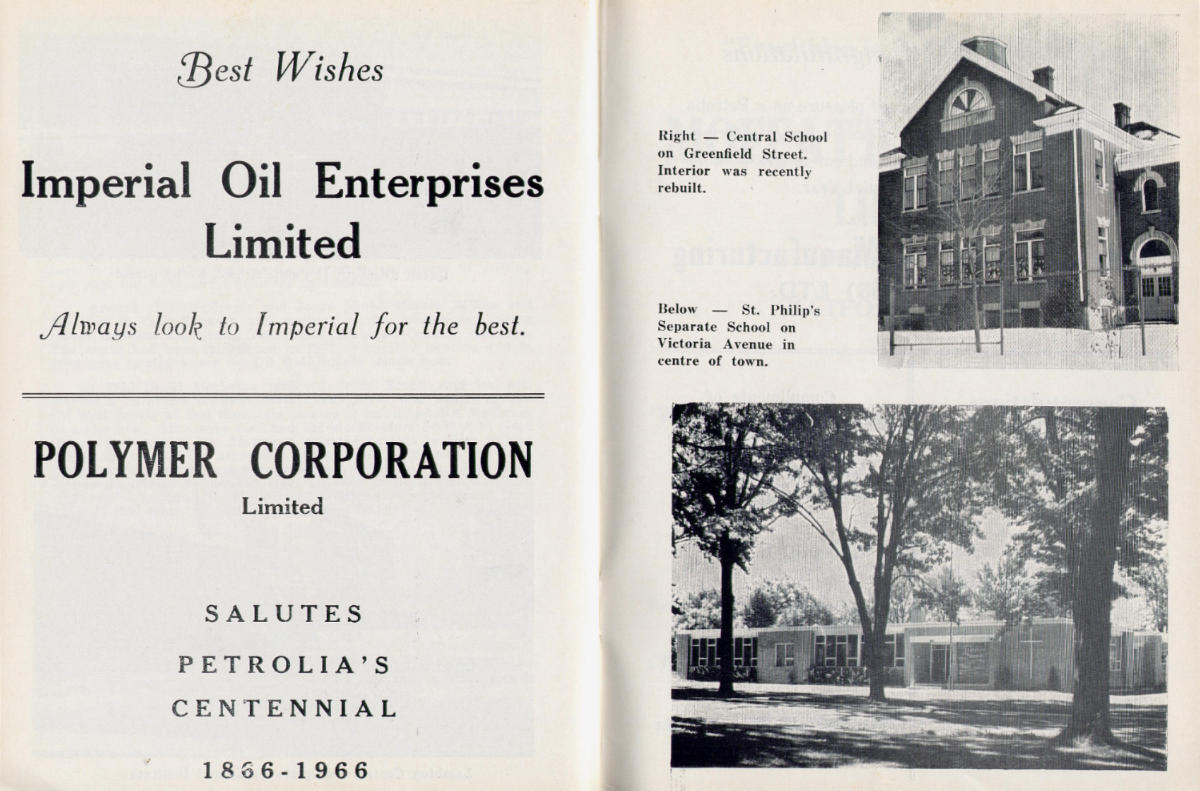 Best Wishes
Imperial Oil Enterprises
Limited
Always look to Imperial for the best.
POLYMER CORPORATION
Limited
SALUTES
PETROLIA'S
CENTENNIAL
1866-1966
Right — Central School
on Greenfield Street.
Interior was recently
rebuilt.
Below — St. Philip's
Separate School on
Victoria Avenue in
centre of town.